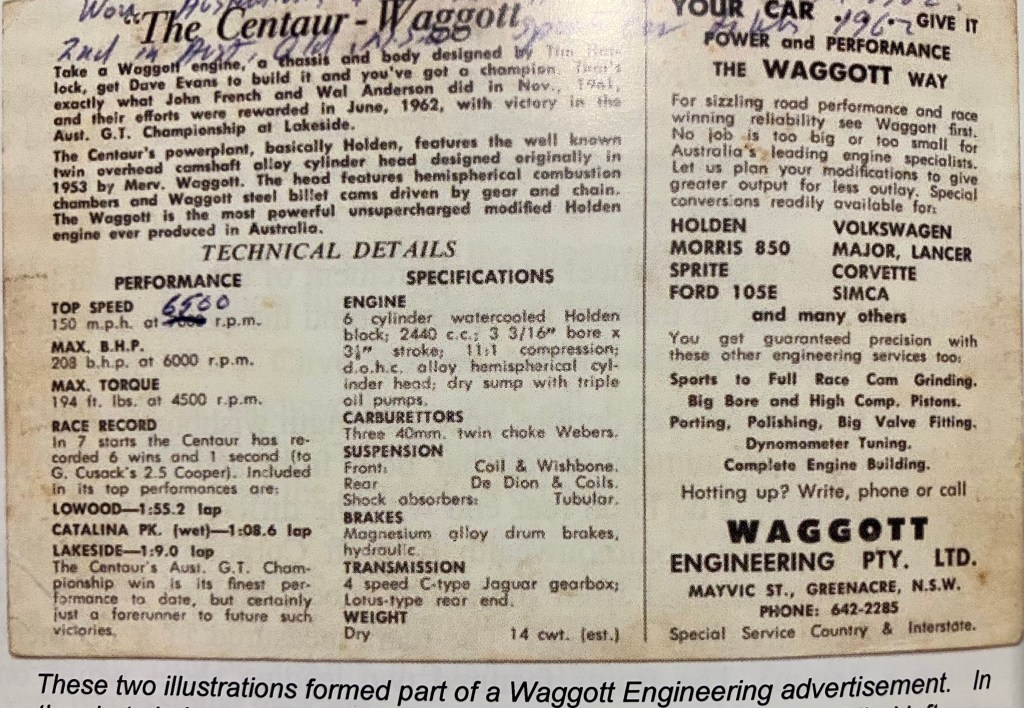 Won
"The Centaur - Waggott
2nd in Aust.
Take a Waggott engine, a chassis and body designed by Tim
lock, get Dave Evans to build it and you've got a champion.
exactly what John French and Wal Anderson did in Nov., 1961,
and their efforts were rewarded in June, 1962, with victory in the
Aust. G.T. Championship at Lakeside.
The Centaur's powerplant, basically Holden, features the well known
twin overhead camshaft alloy cylinder head designed originally in
1953 by Merv. Waggott. The head features hemispherical combustion
chambers and Waggott steel billet cams driven by gear and chain.
The Waggott is the most powerful unsupercharged modified Holden
engine ever produced in Australia.
TECHNICAL DETAILS
PERFORMANCE
TOP SPEED 6500
150 m.p.h. at r.p.m.
MAX. B.H.P.
208 b.h.p. at 6000 r.p.m.
MAX. TORQUE
194 ft. lbs. at 4500 r.p.m.
RACE RECORD
In 7 starts the Centaur has re-
corded 6 wins and 1 second (to
G. Cusack's 2.5 Cooper). Included
in its top performances are:
LOWOOD—1:55.2 lap
CATALINA PK. (wet)—1:08.6 lap
LAKESIDE—1:9.0 lap
The Centaur's Aust. G.T. Cham-
pionship win is its finest per-
formance to date, but certainly
just a forerunner to future such
victories.
SPECIFICATIONS
ENGINE
6 cylinder watercooled Holden
block; 2440 c.c.; 3 3/16" bore x
3½" stroke; 11:1 compression;
d.o.h.c. alloy hemispherical cyl-
inder head; dry sump with triple
oil pumps.
CARBURETTORS
Three 40mm. twin choke Webers.
SUSPENSION
Front: Coil & Wishbone.
Rear De Dion & Coils.
Shock absorbers: Tubular.
BRAKES
Magnesium alloy drum brakes,
hydraulic.
TRANSMISSION
4 speed C-type Jaguar gearbox;
Lotus-type rear end.
WEIGHT
Dry 14 cwt. (est.)
YOUR CAR . . . GIVE IT
POWER and PERFORMANCE
THE WAGGOTT WAY
For sizzling road performance and race
winning reliability see Waggott first.
No job is too big or too small for
Australia's leading engine specialists.
Let us plan your modifications to give
greater output for less outlay. Special
conversions readily available for:
HOLDEN VOLKSWAGEN
MORRIS 850 MAJOR, LANCER
SPRITE CORVETTE
FORD 105E SIMCA
and many others
You get guaranteed precision with
these other engineering services too:
Sports to Full Race Cam Grinding.
Big Bore and High Comp. Pistons.
Porting, Polishing, Big Valve Fitting.
Dynomometer Tuning.
Complete Engine Building.
Hotting up? Write, phone or call
WAGGOTT
ENGINEERING PTY. LTD.
MAYVIC ST., GREENACRE, N.S.W.
PHONE: 642-2285
Special Service Country & Interstate.
These two illustrations formed part of a Waggott Engineering advertisement. In